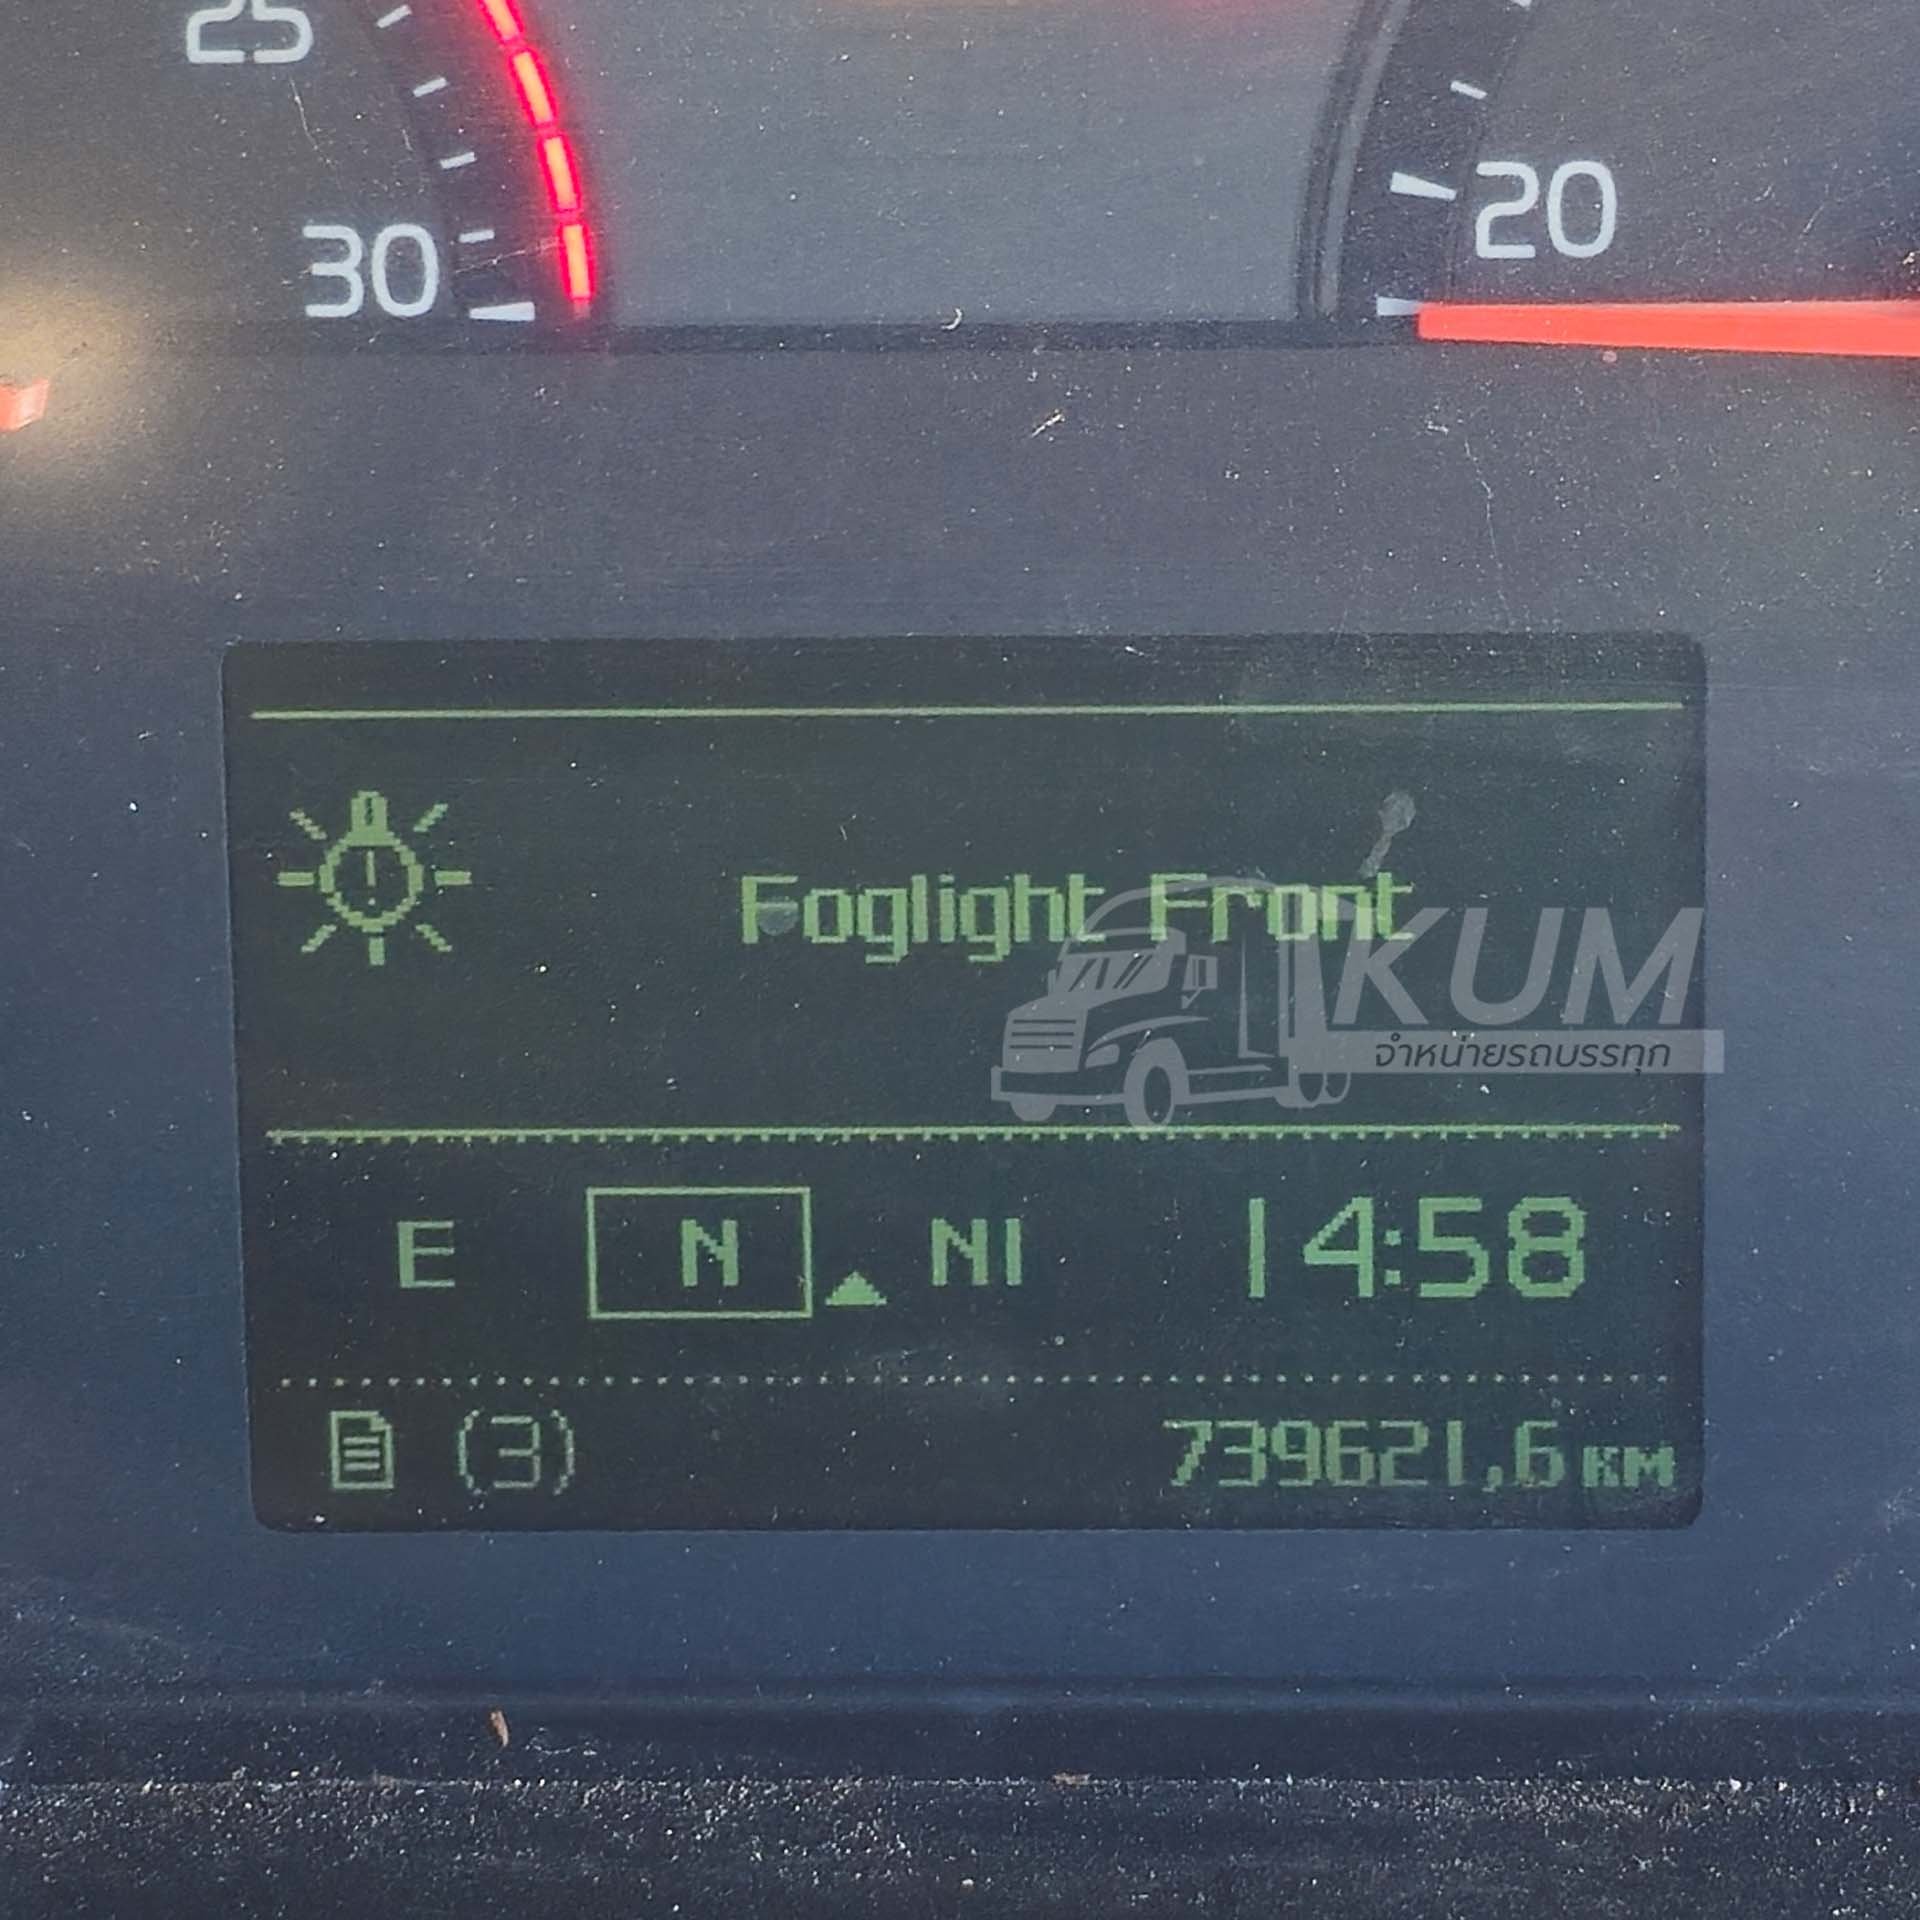 25
30
20
Foglight Front
KUM
จำหน่ายรถบรรทุก
E N N1 14:58
(3) 739621,6 KM